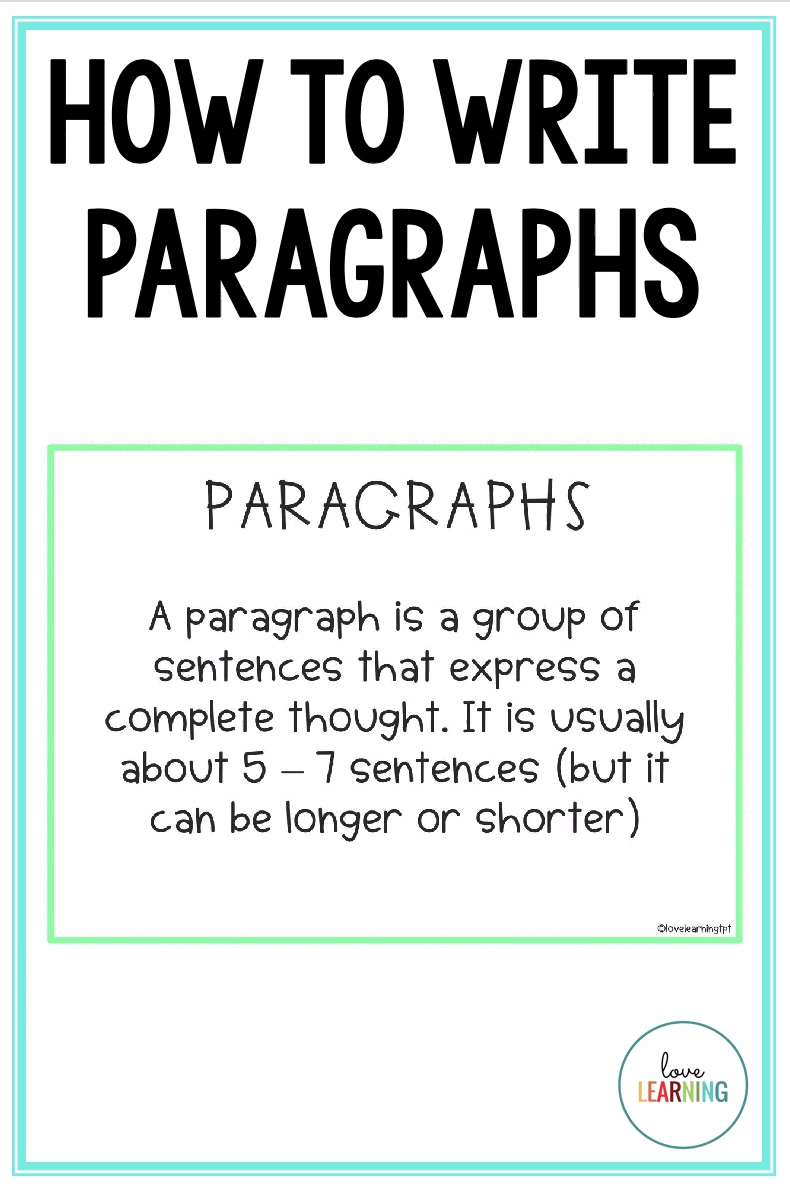 HOW TO WRITE
PARAGRAPHS
PARAGRAPHS
A paragraph is a group of
sentences that express a
complete thought. It is usually
about 5 – 7 sentences (but it
can be longer or shorter)
©lovelearningtpt
love
LEARNING